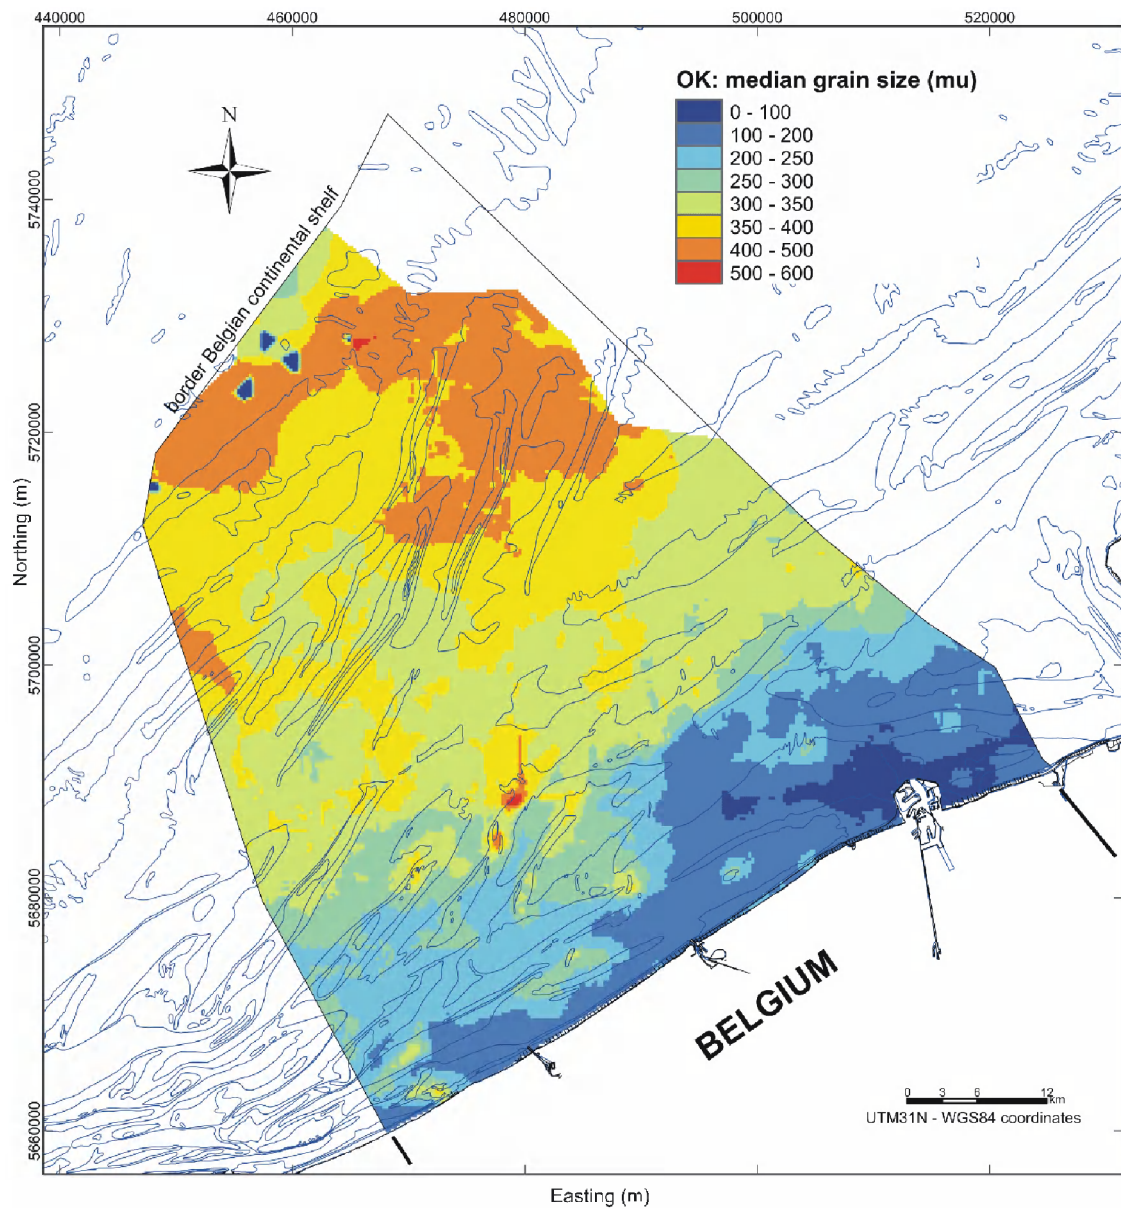 440000 460000 480000 500000 520000
OK: median grain size (mu)
0 - 100
100 - 200
200 - 250
250 - 300
300 - 350
350 - 400
400 - 500
500 - 600
N
border Belgian continental shelf
5740000
5720000
5700000
5680000
5660000
Northing (m)
BELGIUM
0 3 6 12
km
UTM31N - WGS84 coordinates
Easting (m)